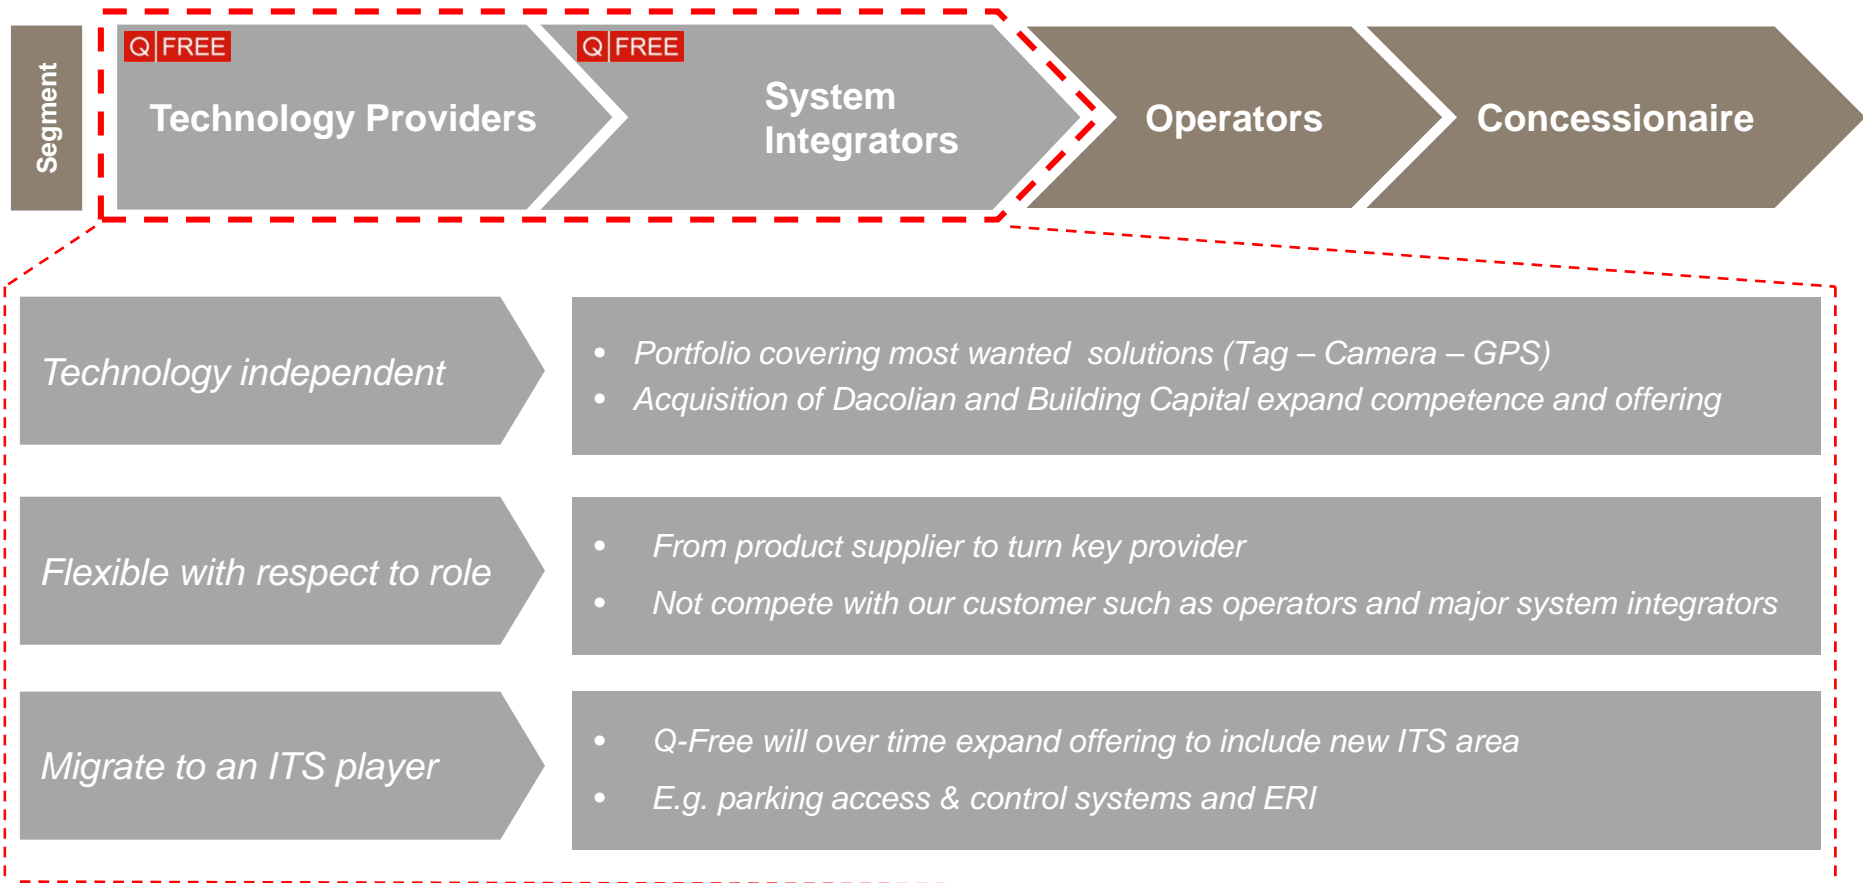 Segment
Q FREE
Technology Providers
Q FREE
System
Integrators
Operators
Concessionaire
Technology independent
• Portfolio covering most wanted  solutions (Tag – Camera – GPS)
• Acquisition of Dacolian and Building Capital expand competence and offering
Flexible with respect to role
• From product supplier to turn key provider
• Not compete with our customer such as operators and major system integrators
Migrate to an ITS player
• Q-Free will over time expand offering to include new ITS area
• E.g. parking access & control systems and ERI